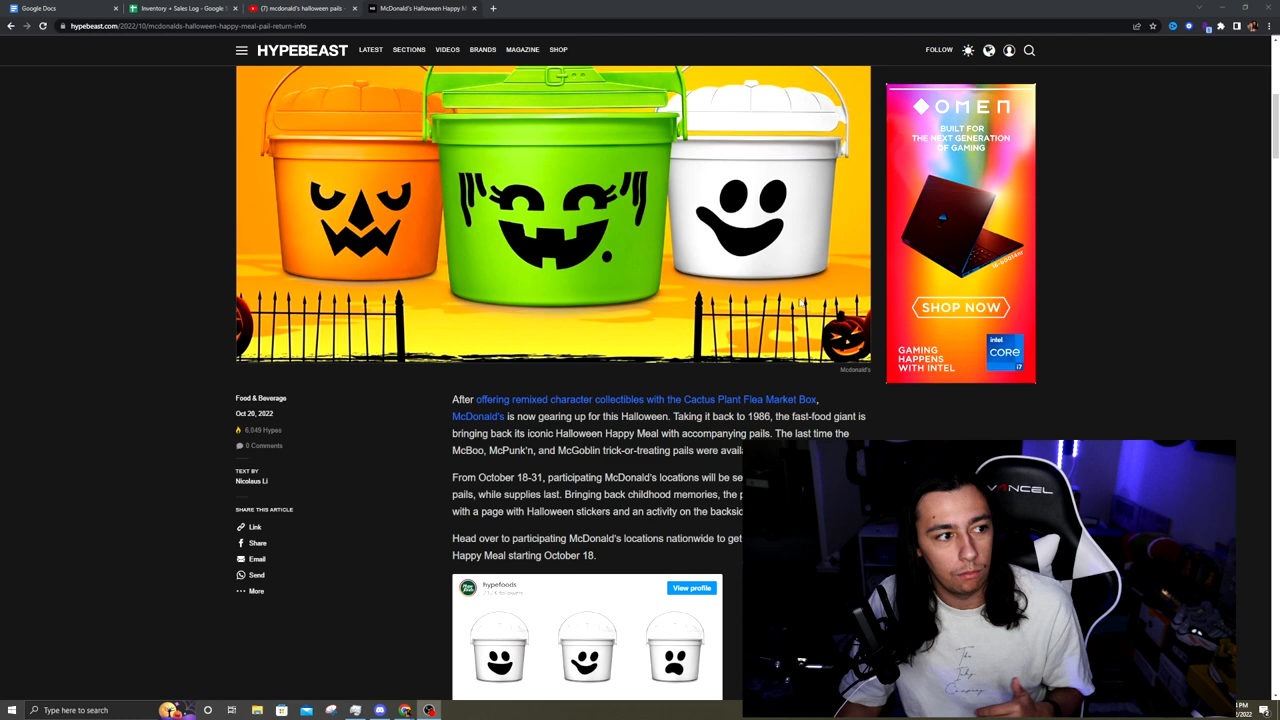 Google Docs
Inventory + Sales Log - Google S
(7) mcdonald's halloween pails -
McDonald's Halloween Happy M
hypebeast.com/2022/10/mcdonalds-halloween-happy-meal-pail-return-info
HYPEBEAST
LATEST
SECTIONS
VIDEOS
BRANDS
MAGAZINE
SHOP
FOLLOW
OMEN
BUILT FOR
THE NEXT GENERATION
OF GAMING
SHOP NOW
GAMING
HAPPENS
WITH INTEL
intel
CORE
i7
Mcdonald's
Food & Beverage
Oct 20, 2022
6,049 Hypes
0 Comments
TEXT BY
Nicolaus Li
SHARE THIS ARTICLE
Link
Share
Email
Send
More
After offering remixed character collectibles with the Cactus Plant Flea Market Box,
McDonald's is now gearing up for this Halloween. Taking it back to 1986, the fast-food giant is
bringing back its iconic Halloween Happy Meal with accompanying pails. The last time the
McBoo, McPunk'n, and McGoblin trick-or-treating pails were avail
From October 18-31, participating McDonald's locations will be se
pails, while supplies last. Bringing back childhood memories, the p
with a page with Halloween stickers and an activity on the backsid
Head over to participating McDonald's locations nationwide to get
Happy Meal starting October 18.
hypefoods
View profile
VANCEL
The
Company
Type here to search
/2022